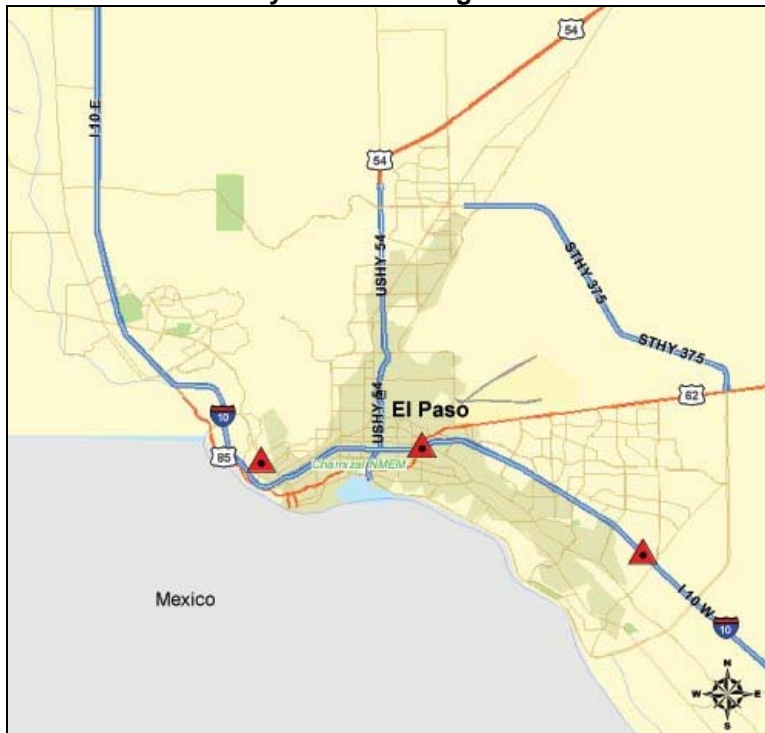 54
54
I 10 E
USHY 54
STHY 375
STHY 375
62
USHY 54
El Paso
10
85
Chamizal NMEM
Mexico
I 10 W
10
N
W
E
S